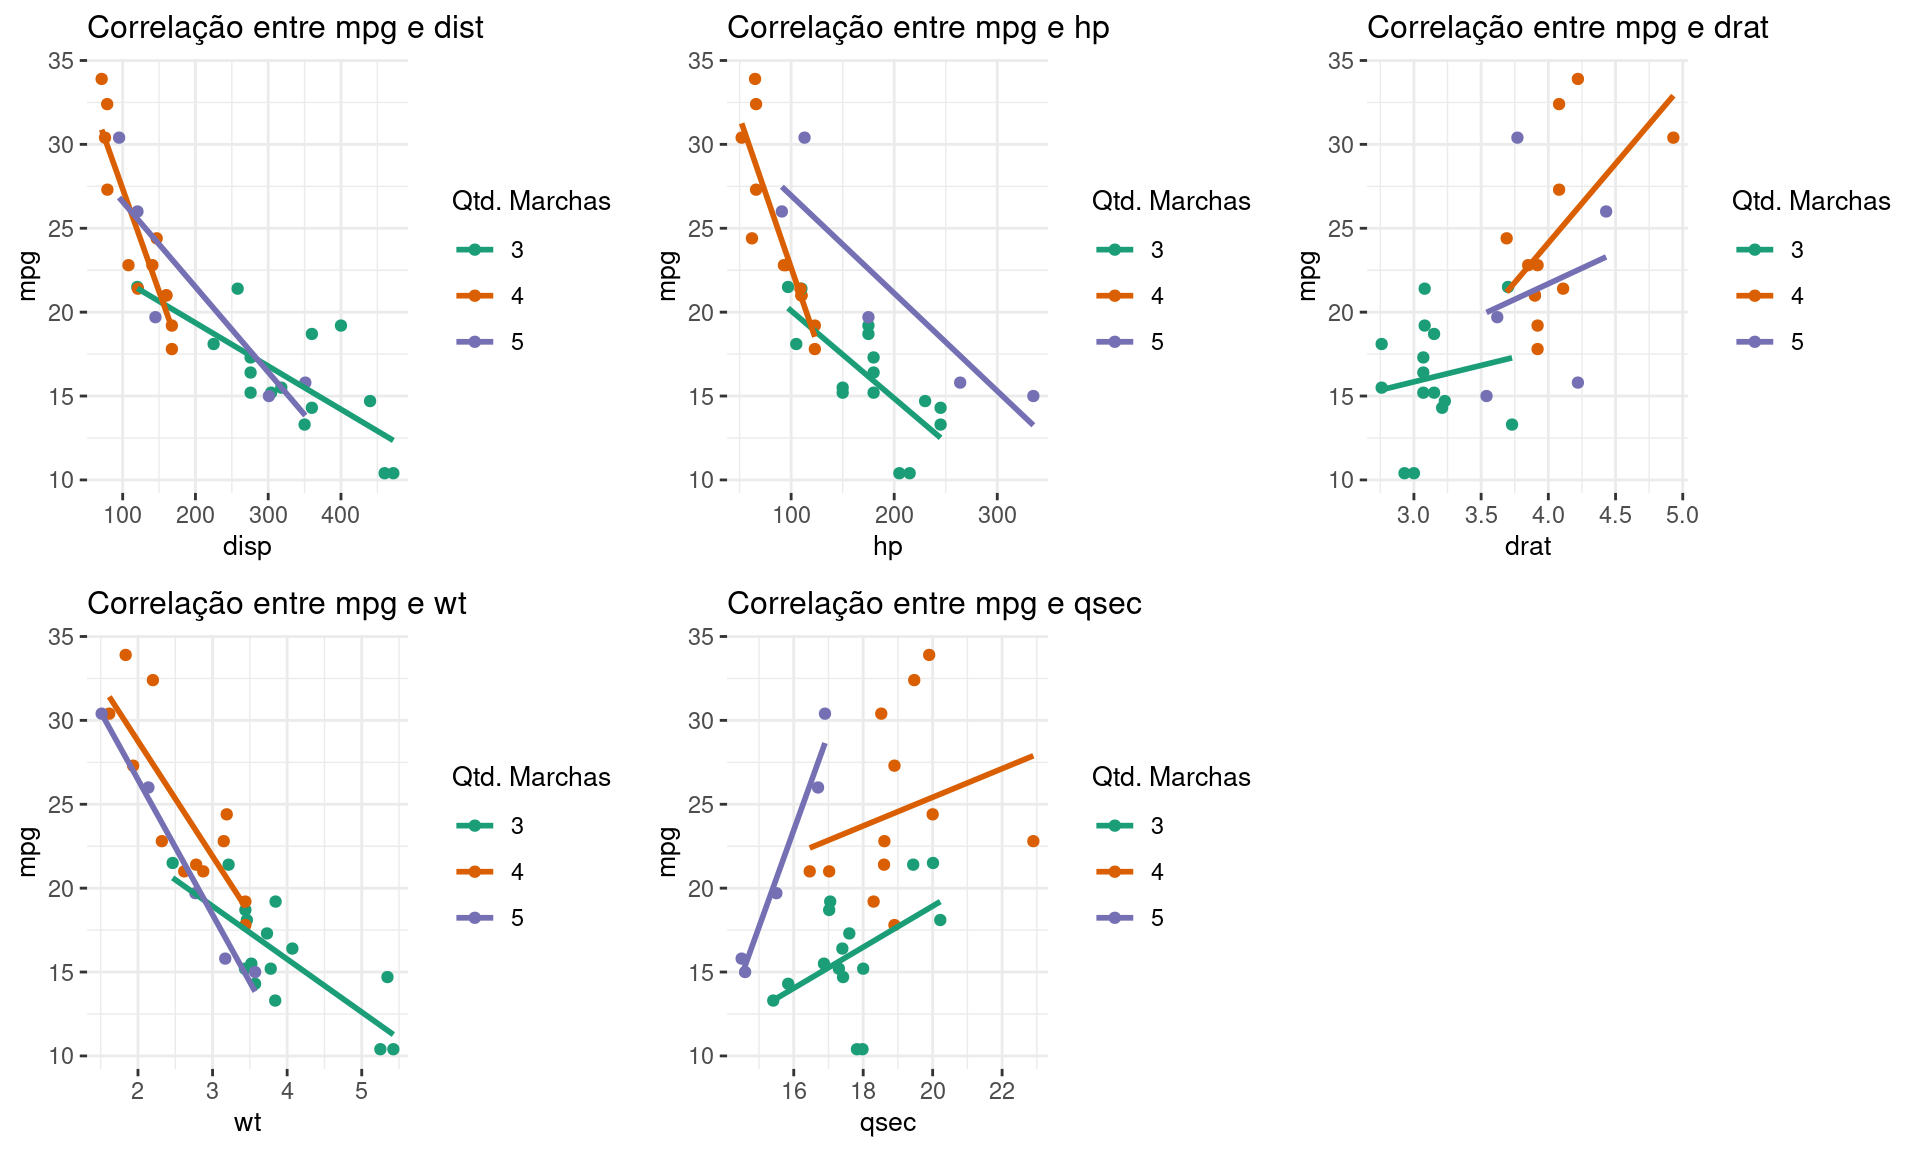 Correlação entre mpg e dist
35
30
25
20
15
10
mpg
100 200 300 400
disp
Qtd. Marchas
3
4
5
Correlação entre mpg e hp
35
30
25
20
15
10
mpg
100 200 300
hp
Qtd. Marchas
3
4
5
Correlação entre mpg e drat
35
30
25
20
15
10
mpg
3.0 3.5 4.0 4.5 5.0
drat
Qtd. Marchas
3
4
5
Correlação entre mpg e wt
35
30
25
20
15
10
mpg
2 3 4 5
wt
Qtd. Marchas
3
4
5
Correlação entre mpg e qsec
35
30
25
20
15
10
mpg
16 18 20 22
qsec
Qtd. Marchas
3
4
5